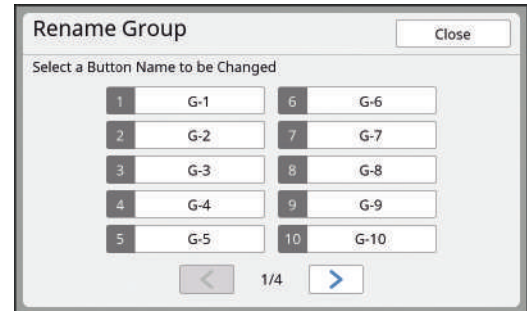 Rename Group
Close
Select a Button Name to be Changed
1 G-1
2 G-2
3 G-3
4 G-4
5 G-5
6 G-6
7 G-7
8 G-8
9 G-9
10 G-10
1/4